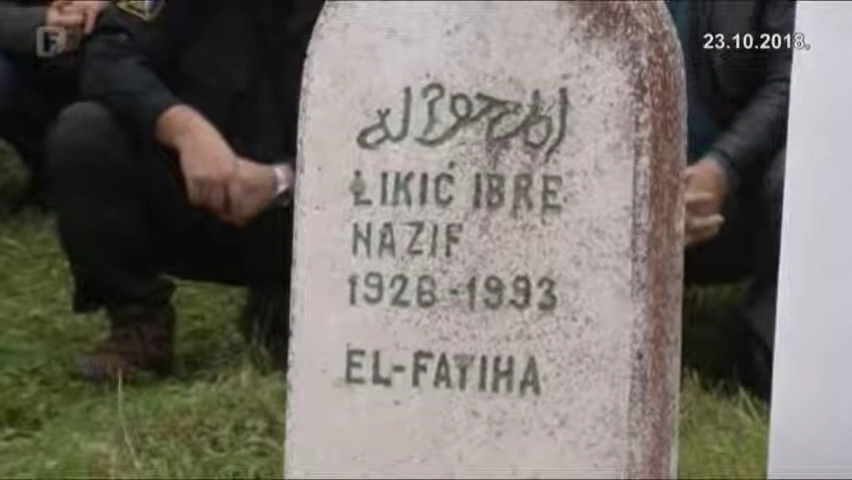 F
23.10.2018.
LIKIĆ IBRE
NAZIF
1926-1993
EL-FATIHA